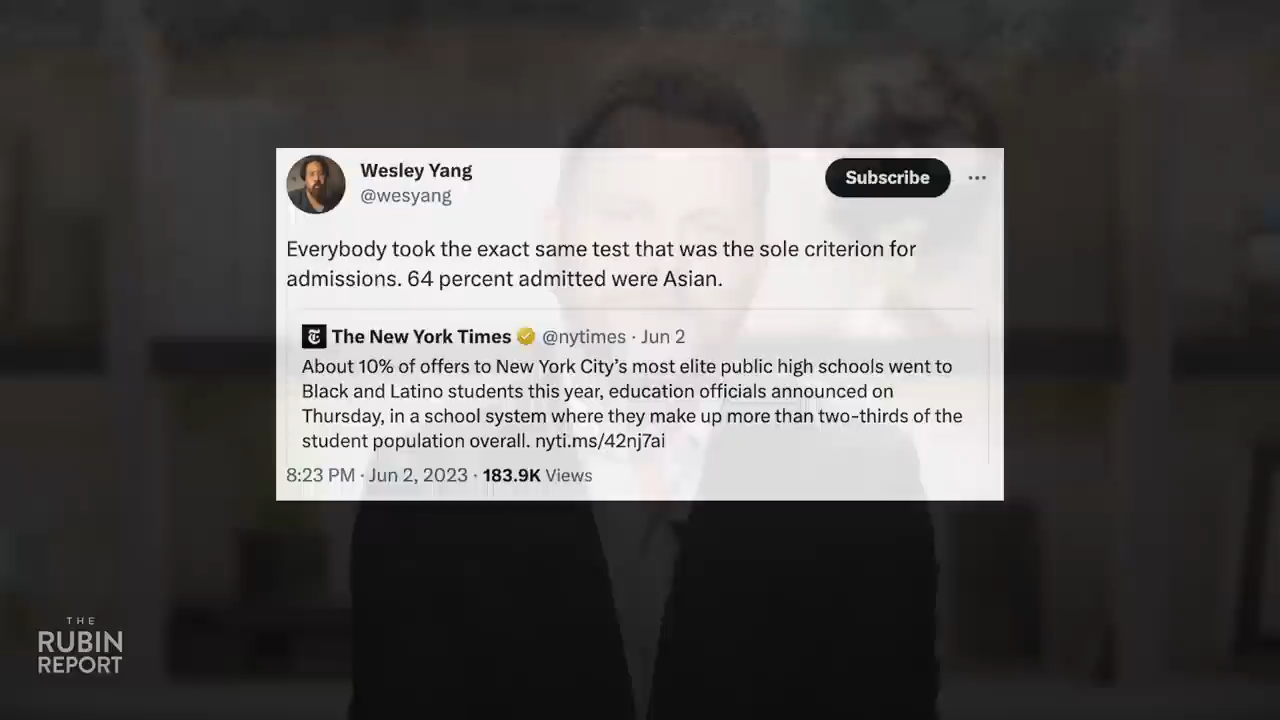 Wesley Yang
@wesyang
Subscribe
Everybody took the exact same test that was the sole criterion for
admissions. 64 percent admitted were Asian.
The New York Times @nytimes · Jun 2
About 10% of offers to New York City's most elite public high schools went to
Black and Latino students this year, education officials announced on
Thursday, in a school system where they make up more than two-thirds of the
student population overall. nyti.ms/42nj7ai
8:23 PM · Jun 2, 2023 · 183.9K Views
THE
RUBIN
REPORT